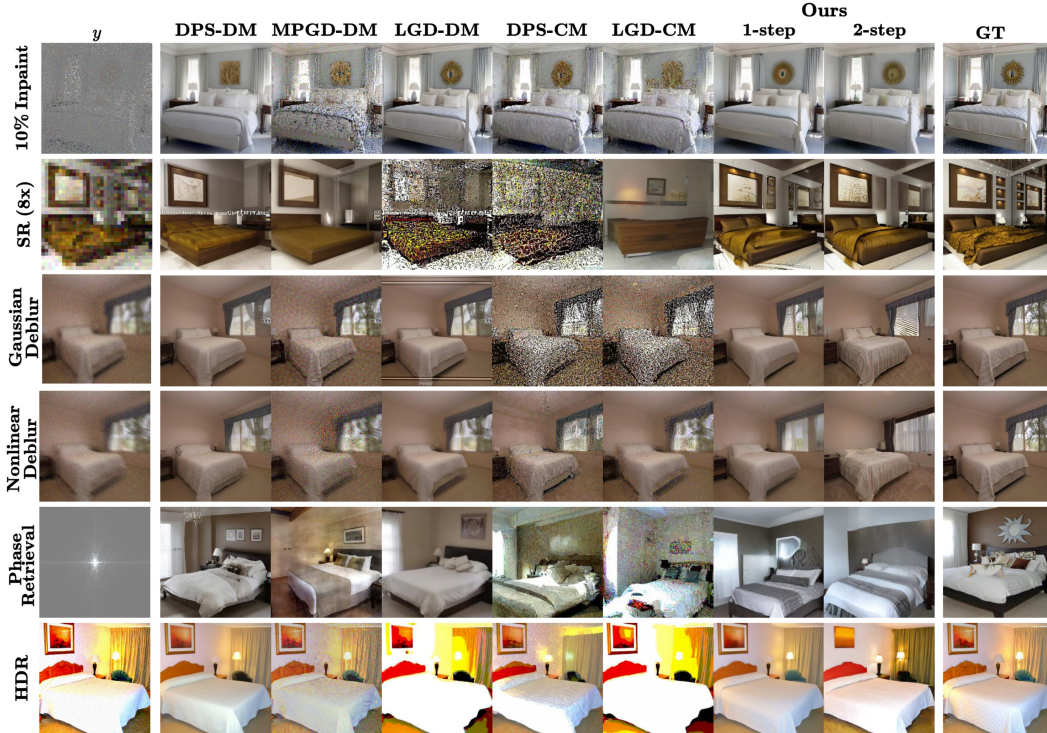 Ours
y DPS-DM MPGD-DM LGD-DM DPS-CM LGD-CM 1-step 2-step GT
10% Inpaint
SR (8x)
Gaussian
Deblur
Nonlinear
Deblur
Phase
Retrieval
HDR